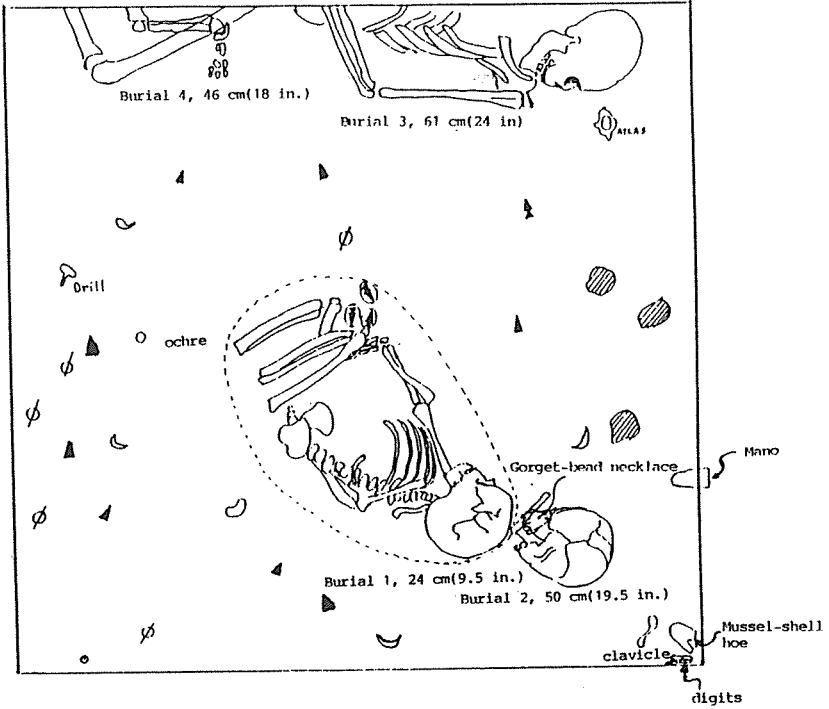 Burial 4, 46 cm(18 in.)
Burial 3, 61 cm(24 in)
ATLAS
Drill
ochre
Mano
Gorget-bead necklace
Burial 1, 24 cm(9.5 in.)
Burial 2, 50 cm(19.5 in.)
Mussel-shell
hoe
clavicle
digits